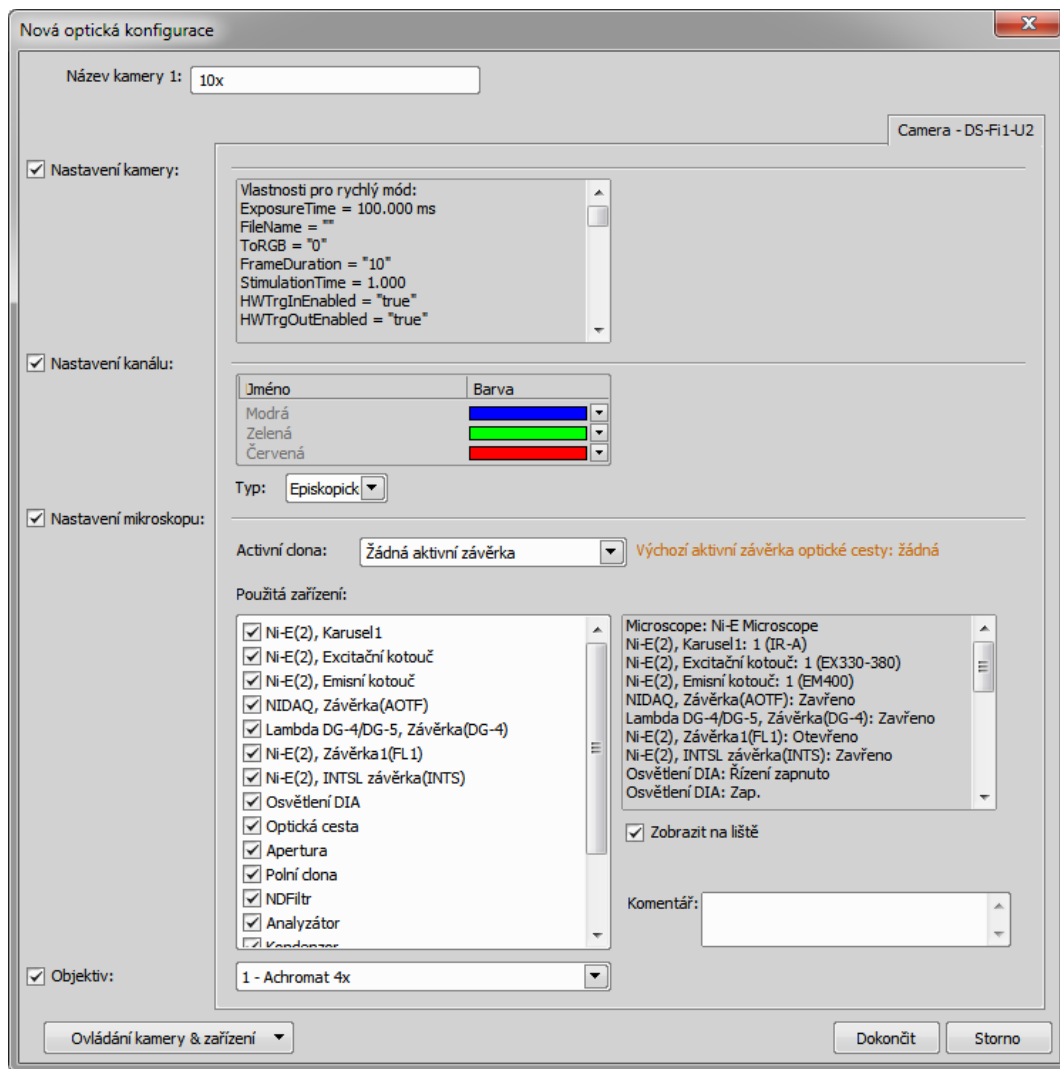 Nová optická konfigurace
Název kamery 1: 10x
Camera - DS-Fi1-U2
Nastavení kamery:
Vlastnosti pro rychlý mód:
ExposureTime = 100.000 ms
FileName = ""
ToRGB = "0"
FrameDuration = "10"
StimulationTime = 1.000
HWTrgInEnabled = "true"
HWTrgOutEnabled = "true"
Nastavení kanálu:
Jméno Barva
Modrá
Zelená
Červená
Typ: Episkopick
Nastavení mikroskopu:
Activní clona: Žádná aktivní závěrka Výchozí aktivní závěrka optické cesty: žádná
Použitá zařízení:
Ni-E(2), Karusel1
Ni-E(2), Excitační kotouč
Ni-E(2), Emisní kotouč
NIDAQ, Závěrka(AOTF)
Lambda DG-4/DG-5, Závěrka(DG-4)
Ni-E(2), Závěrka1(FL1)
Ni-E(2), INTSL závěrka(INTS)
Osvětlení DIA
Optická cesta
Apertura
Polní clona
NDFiltr
Analyzátor
Kondenzor
Microscope: Ni-E Microscope
Ni-E(2), Karusel1: 1 (IR-A)
Ni-E(2), Excitační kotouč: 1 (EX330-380)
Ni-E(2), Emisní kotouč: 1 (EM400)
NIDAQ, Závěrka(AOTF): Zavřeno
Lambda DG-4/DG-5, Závěrka(DG-4): Zavřeno
Ni-E(2), Závěrka1(FL1): Otevřeno
Ni-E(2), INTSL závěrka(INTS): Zavřeno
Osvětlení DIA: Řízení zapnuto
Osvětlení DIA: Zap.
Zobrazit na liště
Komentář:
Objektiv: 1 - Achromat 4x
Ovládání kamery & zařízení
Dokončit
Storno